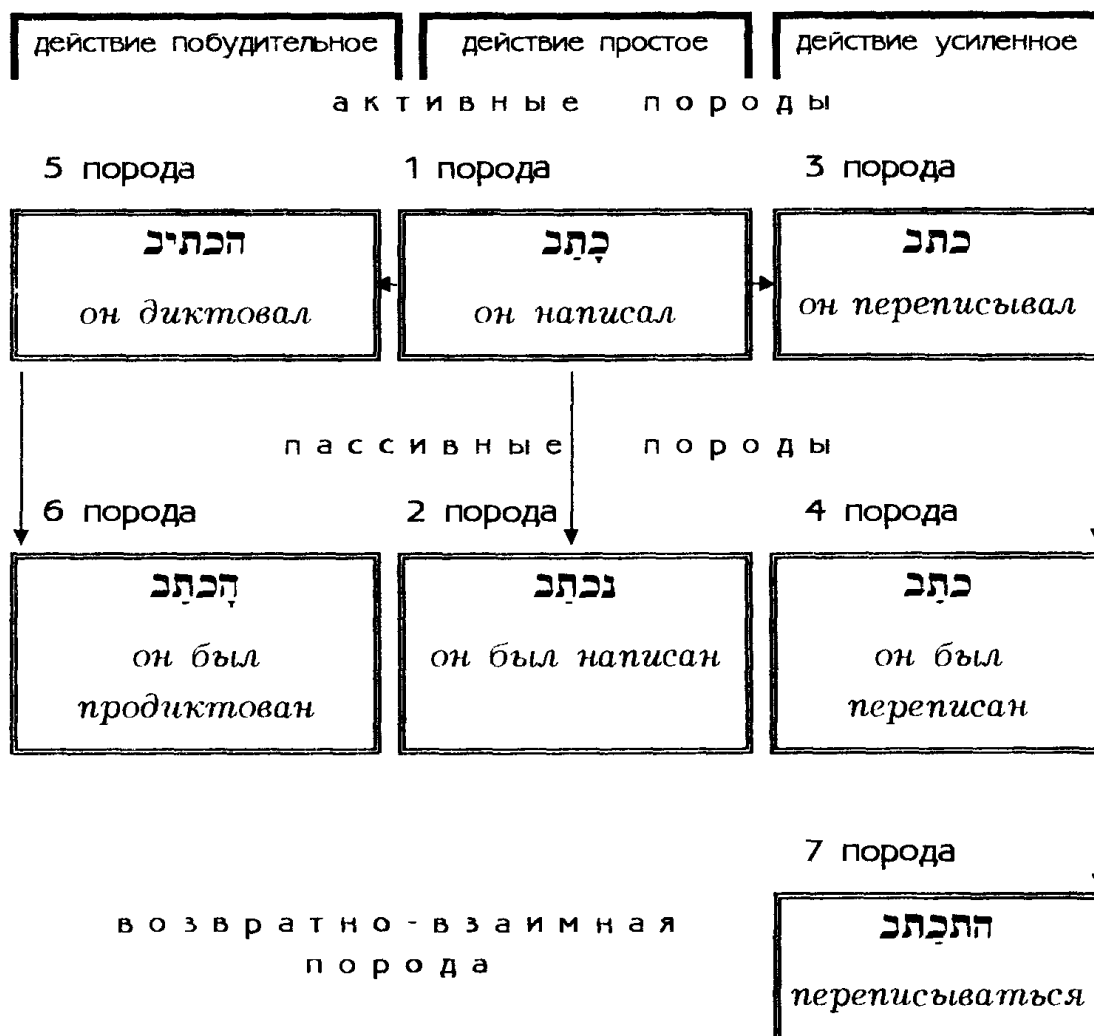 действие побудительное действие простое действие усиленное
активные породы
5 порода 1 порода 3 порода
הכתיב כָּתַב כתב
он диктовал он написал он переписывал
пассивные породы
6 порода 2 порода 4 порода
הָכתַב נכתַב כתַב
он был он был написан он был
продиктован переписан
7 порода
возвратно-взаимная התכַתב
порода переписываться